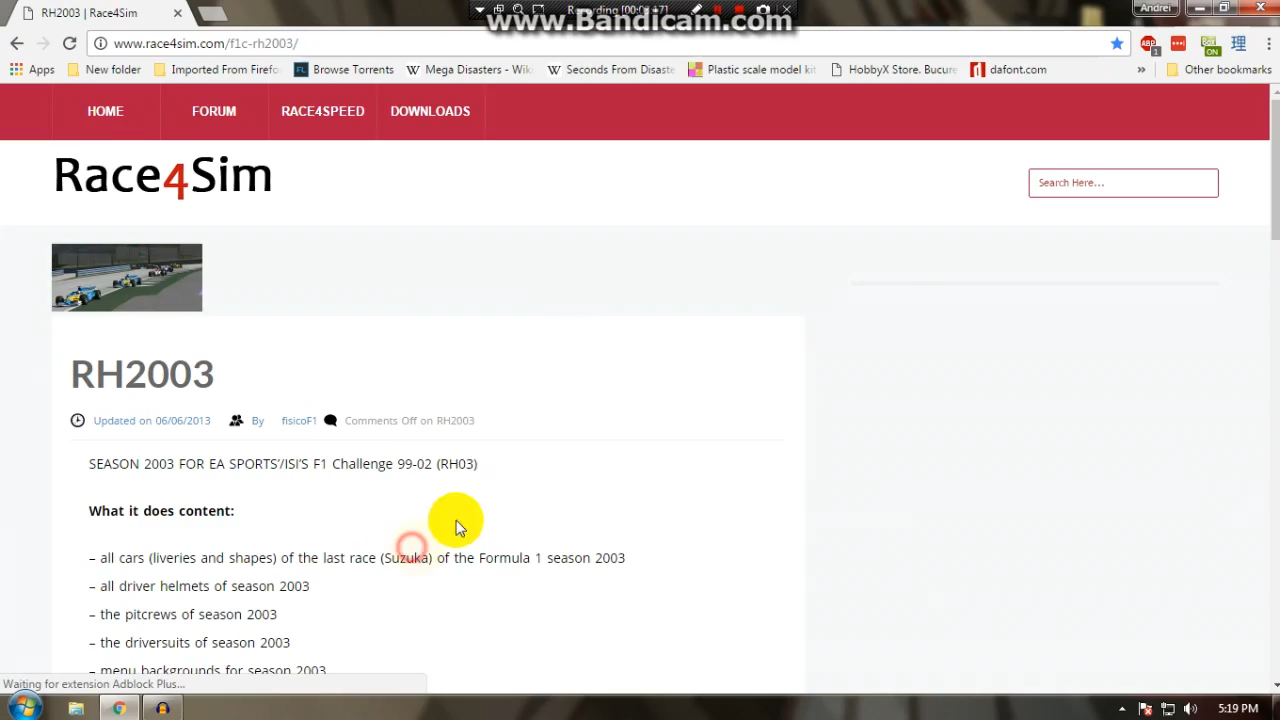 RH2003 | Race4Sim
www.Bandicam.com
Andrei
www.race4sim.com/f1c-rh2003/
Apps
New folder
Imported From Firefo
Browse Torrents
Mega Disasters - Wiki
Seconds From Disaste
Plastic scale model kit
HobbyX Store. Bucure
dafont.com
»
Other bookmarks
HOME
FORUM
RACE4SPEED
DOWNLOADS
Race4Sim
Search Here...
RH2003
Updated on 06/06/2013 By fisicoF1 Comments Off on RH2003
SEASON 2003 FOR EA SPORTS'/ISI'S F1 Challenge 99-02 (RH03)
What it does content:
– all cars (liveries and shapes) of the last race (Suzuka) of the Formula 1 season 2003
– all driver helmets of season 2003
– the pitcrews of season 2003
– the driversuits of season 2003
– menu backgrounds for season 2003
Waiting for extension Adblock Plus...
5:19 PM